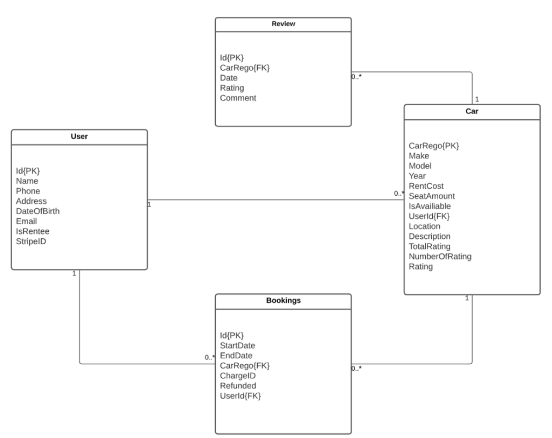 Review
Id{PK}
CarRego{FK}
Date
Rating
Comment
0..*
1
User
Id{PK}
Name
Phone
Address
DateOfBirth
Email
IsRentee
StripeID
1
0..*
1
Car
CarRego{PK}
Make
Model
Year
RentCost
SeatAmount
IsAvailiable
UserId{FK}
Location
Description
TotalRating
NumberOfRating
Rating
1
Bookings
Id{PK}
StartDate
EndDate
CarRego{FK}
ChargeID
Refunded
UserId{FK}
0..*
0..*